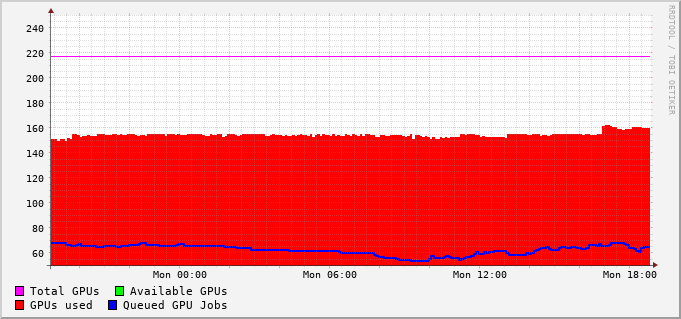 240
220
200
180
160
140
120
100
80
60
Mon 00:00 Mon 06:00 Mon 12:00 Mon 18:00
Total GPUs Available GPUs
GPUs used Queued GPU Jobs
RRDTOOL / TOBI OETIKER